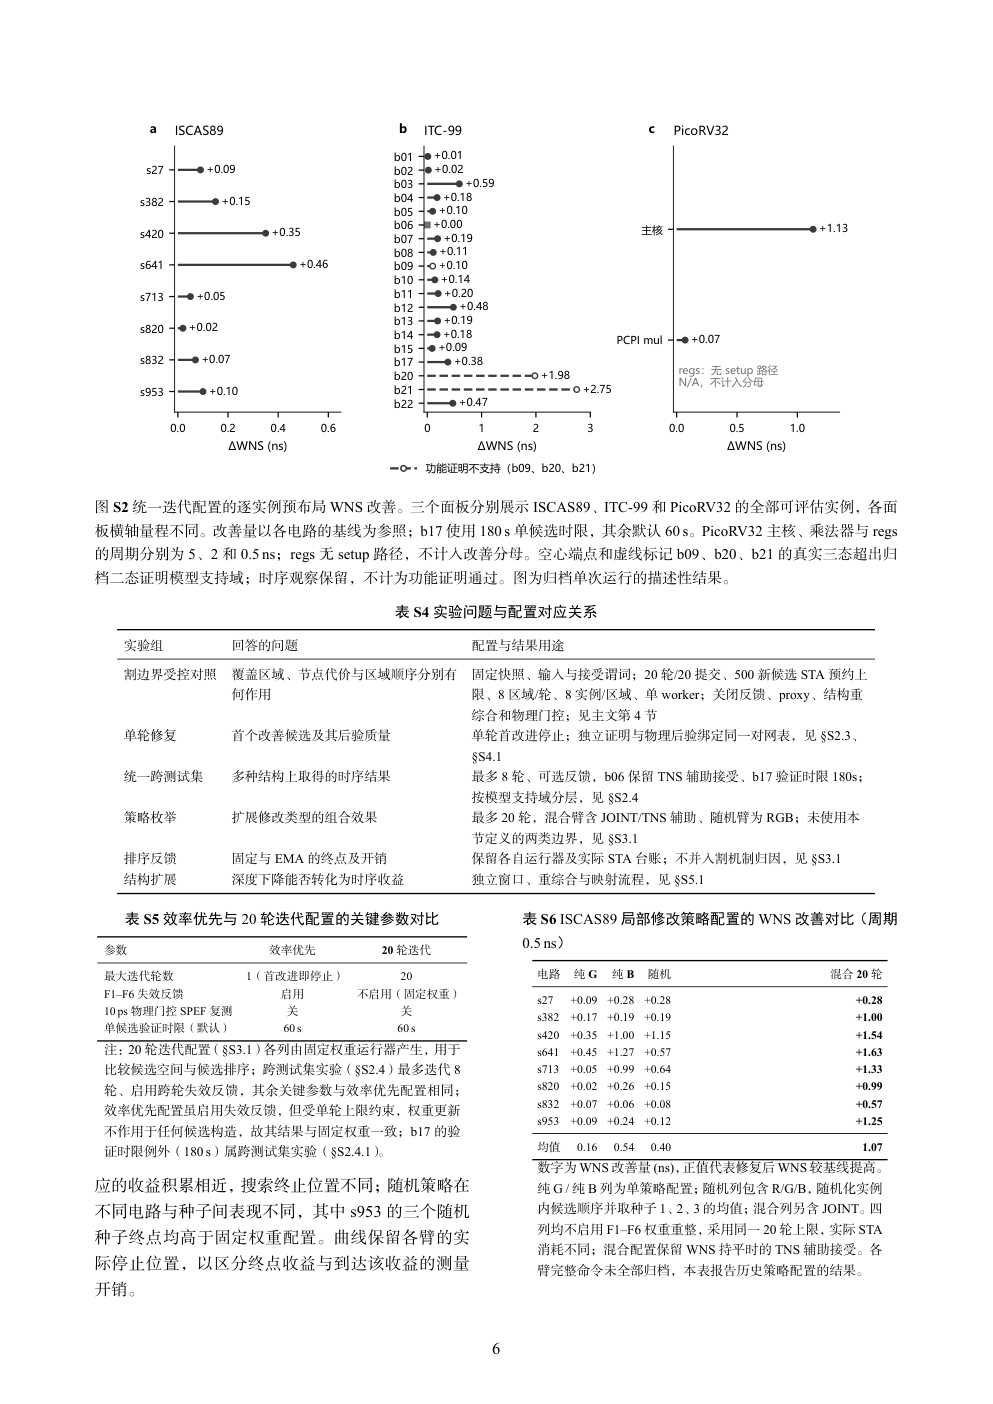 a ISCAS89
s27 +0.09
s382 +0.15
s420 +0.35
s641 +0.46
s713 +0.05
s820 +0.02
s832 +0.07
s953 +0.10
0.0 0.2 0.4 0.6
ΔWNS (ns)
b ITC-99
b01 +0.01
b02 +0.02
b03 +0.59
b04 +0.18
b05 +0.10
b06 +0.00
b07 +0.19
b08 +0.11
b09 +0.10
b10 +0.14
b11 +0.20
b12 +0.48
b13 +0.19
b14 +0.18
b15 +0.09
b17 +0.38
b20 +1.98
b21 +2.75
b22 +0.47
0 1 2 3
ΔWNS (ns)
c PicoRV32
主核 +1.13
PCPI mul +0.07
regs：无 setup 路径
N/A，不计入分母
0.0 0.5 1.0
ΔWNS (ns)
功能证明不支持（b09、b20、b21）
图 S2 统一迭代配置的逐实例预布局 WNS 改善。三个面板分别展示 ISCAS89、ITC-99 和 PicoRV32 的全部可评估实例，各面
板横轴量程不同。改善量以各电路的基线为参照；b17 使用 180 s 单候选时限，其余默认 60 s。PicoRV32 主核、乘法器与 regs
的周期分别为 5、2 和 0.5 ns；regs 无 setup 路径，不计入改善分母。空心端点和虚线标记 b09、b20、b21 的真实三态超出归
档二态证明模型支持域；时序观察保留，不计为功能证明通过。图为归档单次运行的描述性结果。
表 S4 实验问题与配置对应关系
实验组 回答的问题 配置与结果用途
割边界受控对照 覆盖区域、节点代价与区域顺序分别有 固定快照、输入与接受谓词；20 轮/20 提交、500 新候选 STA 预约上
何作用 限、8 区域/轮、8 实例/区域、单 worker；关闭反馈、proxy、结构重
综合和物理门控；见主文第 4 节
单轮修复 首个改善候选及其后验质量 单轮首改进停止；独立证明与物理后验绑定同一对网表，见 §S2.3、
§S4.1
统一跨测试集 多种结构上取得的时序结果 最多 8 轮、可选反馈，b06 保留 TNS 辅助接受、b17 验证时限 180s；
按模型支持域分层，见 §S2.4
策略枚举 扩展修改类型的组合效果 最多 20 轮，混合臂含 JOINT/TNS 辅助、随机臂为 RGB；未使用本
节定义的两类边界，见 §S3.1
排序反馈 固定与 EMA 的终点及开销 保留各自运行器及实际 STA 台账；不并入割机制归因，见 §S3.1
结构扩展 深度下降能否转化为时序收益 独立窗口、重综合与映射流程，见 §S5.1
表 S5 效率优先与 20 轮迭代配置的关键参数对比
参数 效率优先 20 轮迭代
最大迭代轮数 1（首改进即停止） 20
F1–F6 失效反馈 启用 不启用（固定权重）
10 ps 物理门控 SPEF 复测 关 关
单候选验证时限（默认） 60 s 60 s
注：20 轮迭代配置（§S3.1）各列由固定权重运行器产生，用于
比较候选空间与候选排序；跨测试集实验（§S2.4）最多迭代 8
轮、启用跨轮失效反馈，其余关键参数与效率优先配置相同；
效率优先配置虽启用失效反馈，但受单轮上限约束，权重更新
不作用于任何候选构造，故其结果与固定权重一致；b17 的验
证时限例外（180 s）属跨测试集实验（§S2.4.1）。
应的收益积累相近，搜索终止位置不同；随机策略在
不同电路与种子间表现不同，其中 s953 的三个随机
种子终点均高于固定权重配置。曲线保留各臂的实
际停止位置，以区分终点收益与到达该收益的测量
开销。
表 S6 ISCAS89 局部修改策略配置的 WNS 改善对比（周期
0.5 ns）
电路 纯 G 纯 B 随机 混合 20 轮
s27 +0.09 +0.28 +0.28 +0.28
s382 +0.17 +0.19 +0.19 +1.00
s420 +0.35 +1.00 +1.15 +1.54
s641 +0.45 +1.27 +0.57 +1.63
s713 +0.05 +0.99 +0.64 +1.33
s820 +0.02 +0.26 +0.15 +0.99
s832 +0.07 +0.06 +0.08 +0.57
s953 +0.09 +0.24 +0.12 +1.25
均值 0.16 0.54 0.40 1.07
数字为 WNS 改善量 (ns)，正值代表修复后 WNS 较基线提高。
纯 G / 纯 B 列为单策略配置；随机列包含 R/G/B，随机化实例
内候选顺序并取种子 1、2、3 的均值；混合列另含 JOINT。四
列均不启用 F1–F6 权重重整，采用同一 20 轮上限，实际 STA
消耗不同；混合配置保留 WNS 持平时的 TNS 辅助接受。各
臂完整命令未全部归档，本表报告历史策略配置的结果。
6